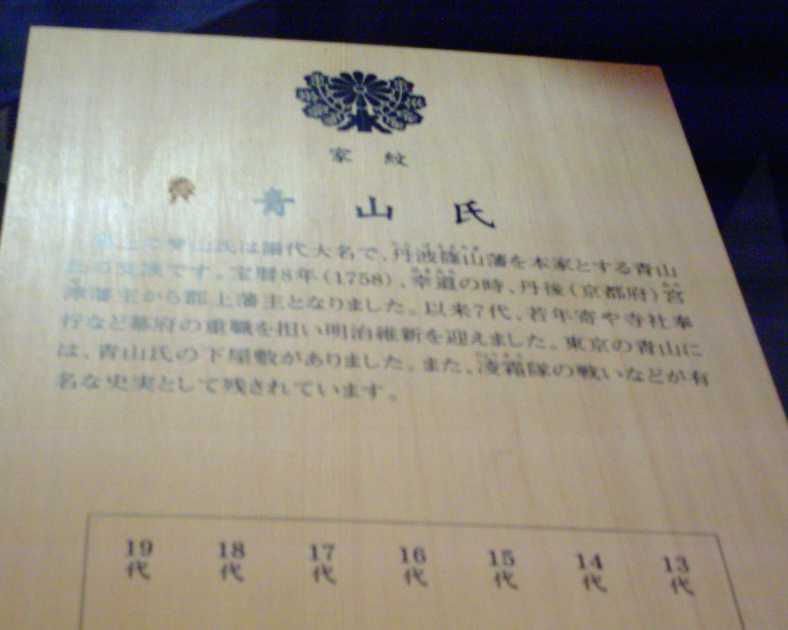 家紋
青山氏
郡上の青山氏は譜代大名で、丹波篠山藩を本家とする青山
氏の支族です。宝暦8年(1758)、幸道の時、丹後(京都府)宮
津藩主から郡上藩主となりました。以来7代、若年寄や寺社奉
行など幕府の重職を担い明治維新を迎えました。東京の青山に
は、青山氏の下屋敷がありました。また、凌霜隊の戦いなどが有
名な史実として残されています。
19代 18代 17代 16代 15代 14代 13代